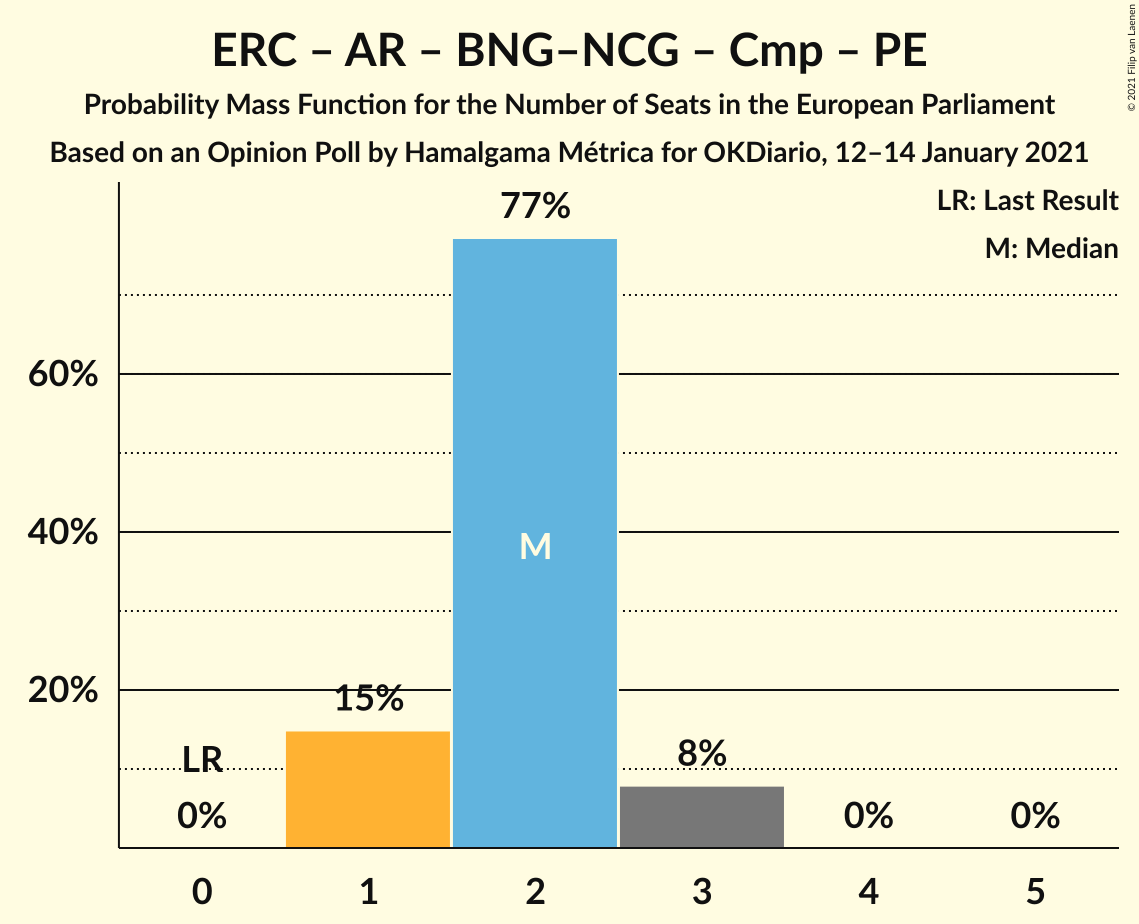 ERC – AR – BNG–NCG – Cmp – PE
Probability Mass Function for the Number of Seats in the European Parliament
Based on an Opinion Poll by Hamalgama Métrica for OKDiario, 12–14 January 2021
© 2021 Filip van Laenen
LR: Last Result
M: Median
77%
60%
40%
M
20%
15%
LR
8%
0%
0%
0%
0 1 2 3 4 5